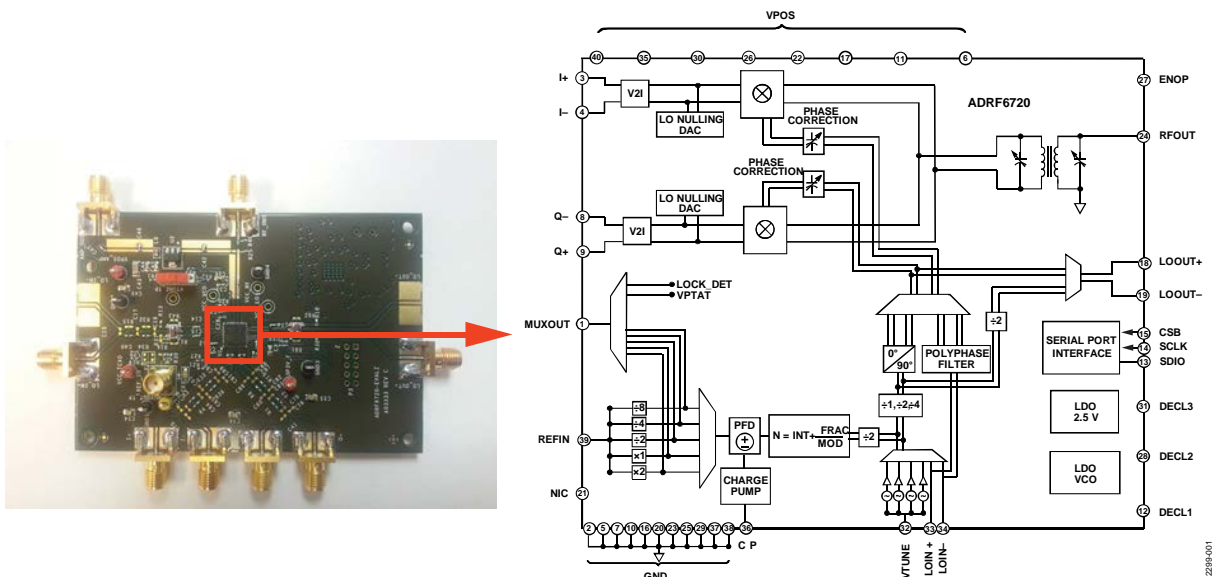 VPOS
40 35 30 26 22 17 11 6
I+ 3
I– 4
V2I
LO NULLING
DAC
PHASE
CORRECTION
ADRF6720
27 ENOP
24 RFOUT
PHASE
CORRECTION
LO NULLING
DAC
Q– 8
Q+ 9
V2I
LOCK_DET
VPTAT
MUXOUT 1
18 LOOUT+
19 LOOUT–
÷2
0°
90°
POLYPHASE
FILTER
SERIAL PORT
INTERFACE
15 CSB
14 SCLK
13 SDIO
÷1,÷2,÷4
LDO
2.5 V
31 DECL3
REFIN 39
÷8
÷4
÷2
×1
×2
PFD
+
–
N = INT+ FRAC
MOD
÷2
CHARGE
PUMP
LDO
VCO
28 DECL2
NIC 21
12 DECL1
2 5 7 10 16 20 23 25 29 37 38 36 32 33 34
CP
GND
VTUNE
LOIN +
LOIN–
2299-001
ADRF6720-EVALZ